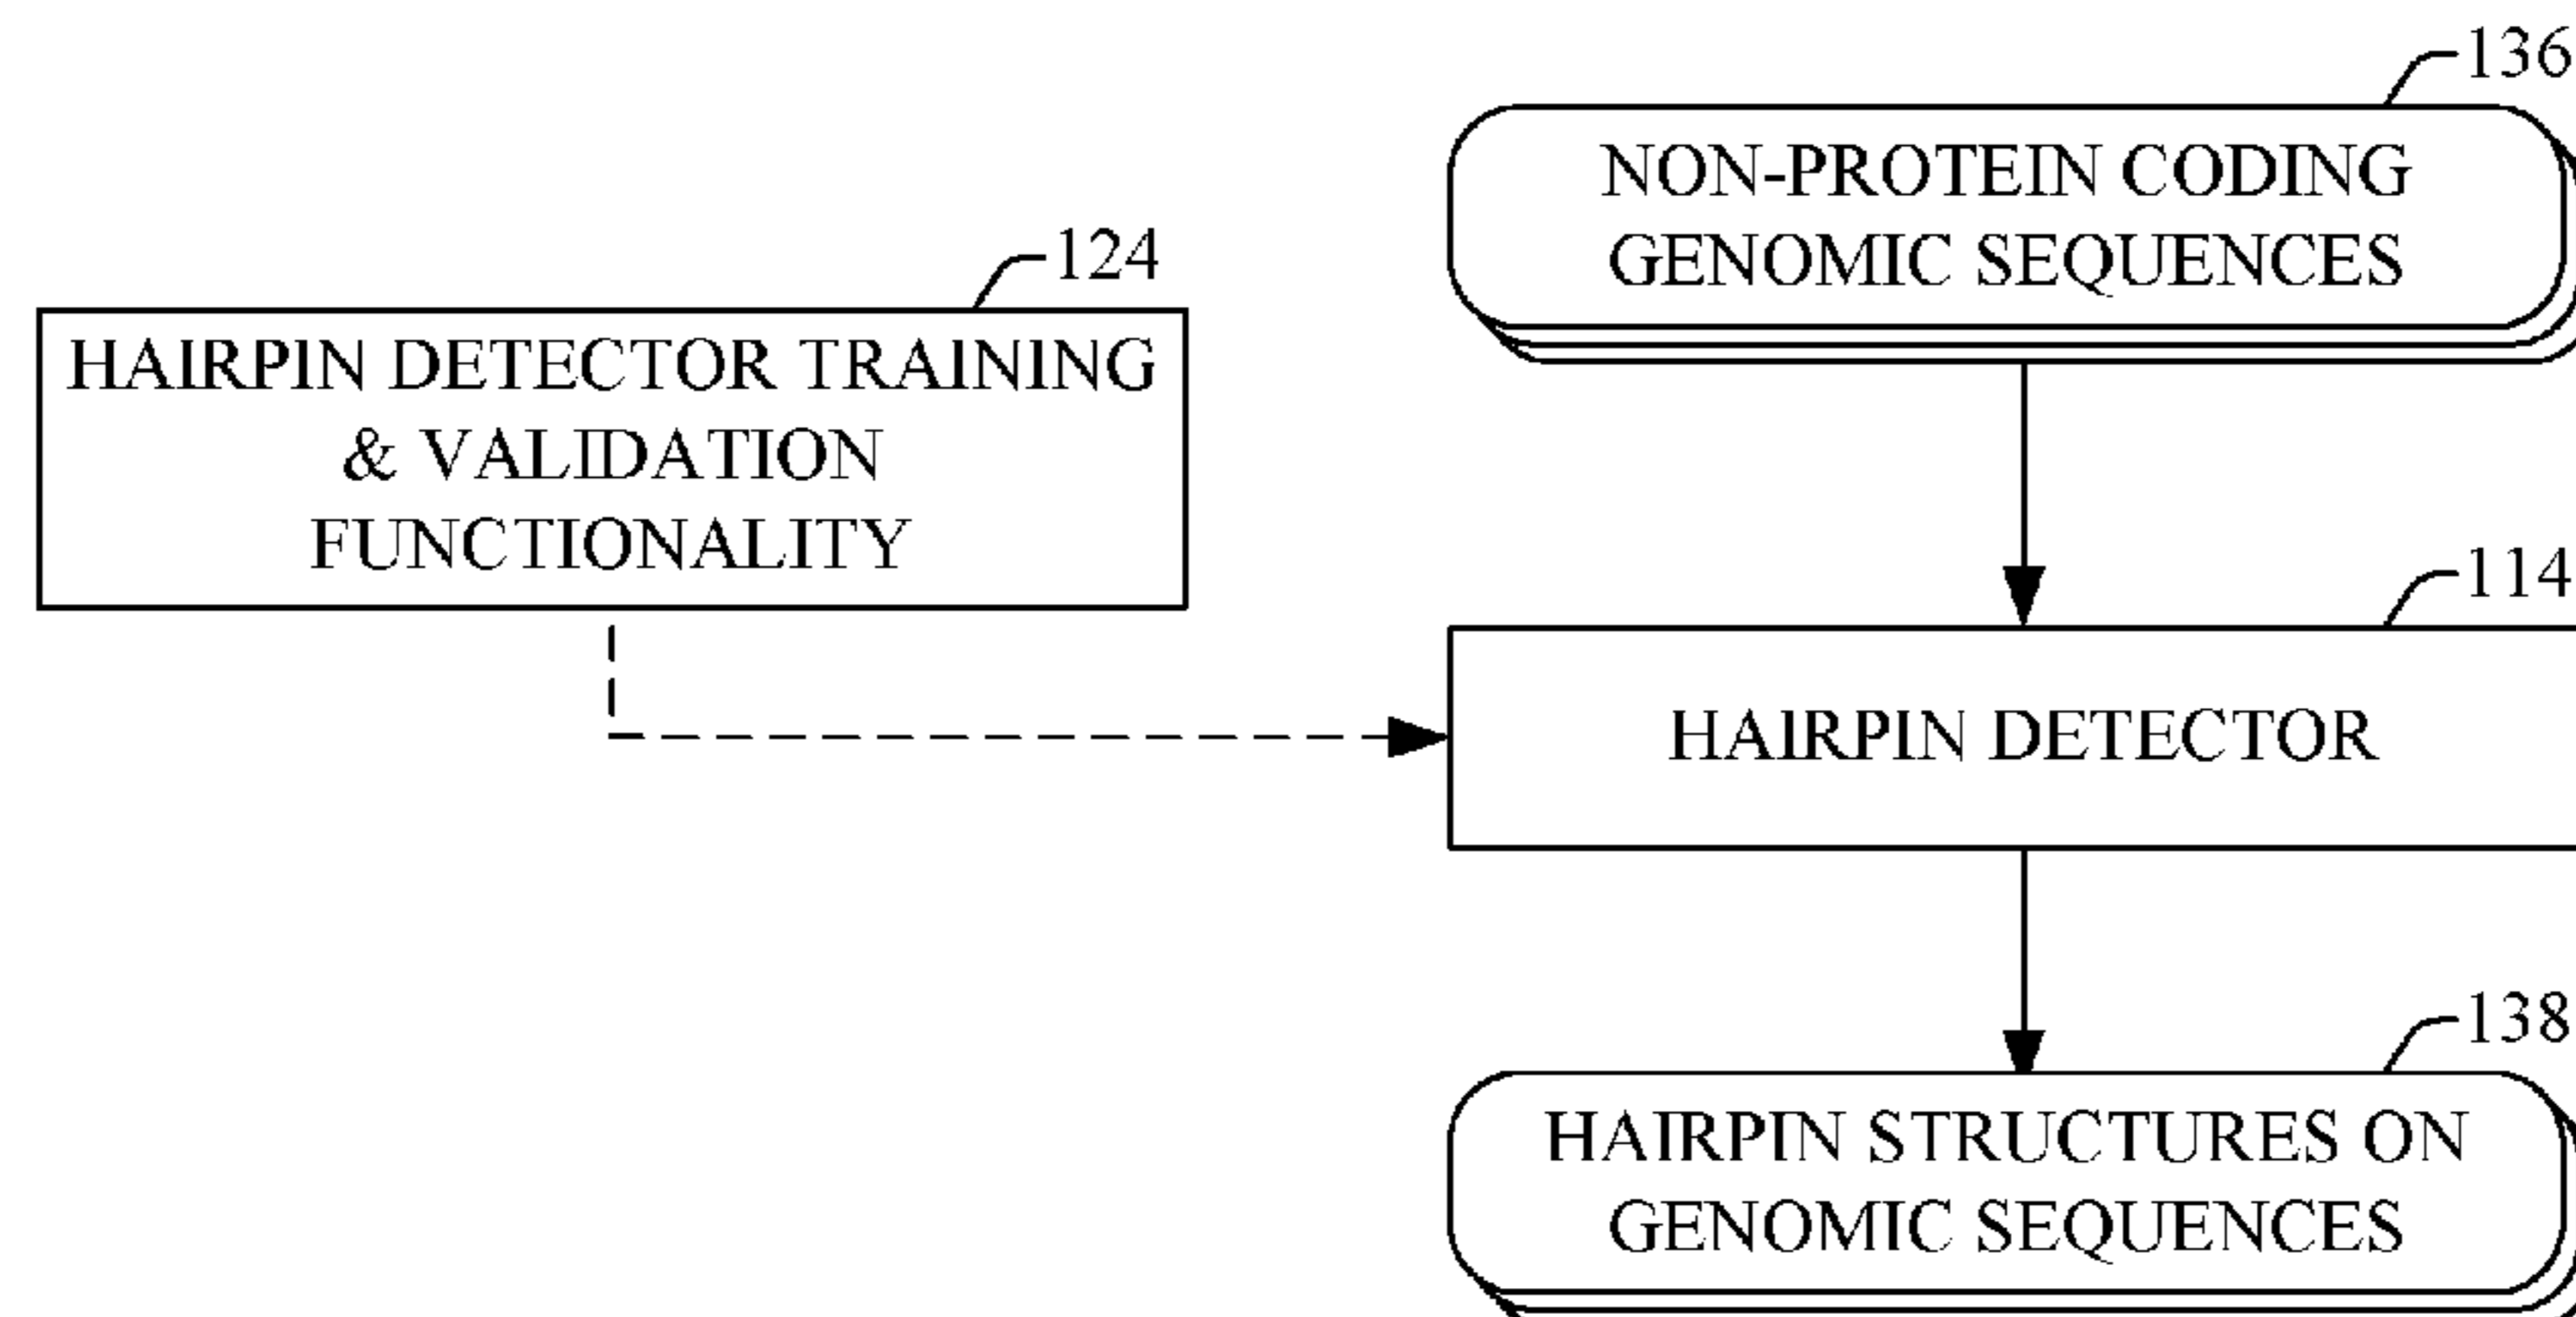 136
NON-PROTEIN CODING
GENOMIC SEQUENCES
124
HAIRPIN DETECTOR TRAINING
& VALIDATION
FUNCTIONALITY
114
HAIRPIN DETECTOR
138
HAIRPIN STRUCTURES ON
GENOMIC SEQUENCES